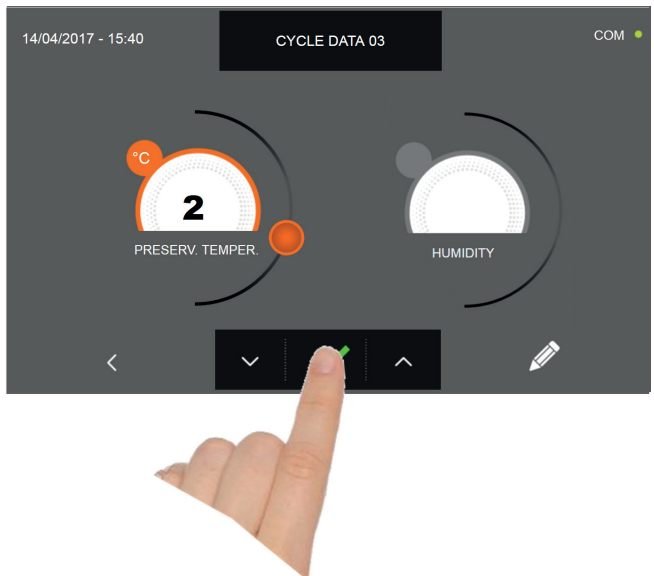 14/04/2017 - 15:40
CYCLE DATA 03
COM
°C
2
PRESERV. TEMPER.
HUMIDITY